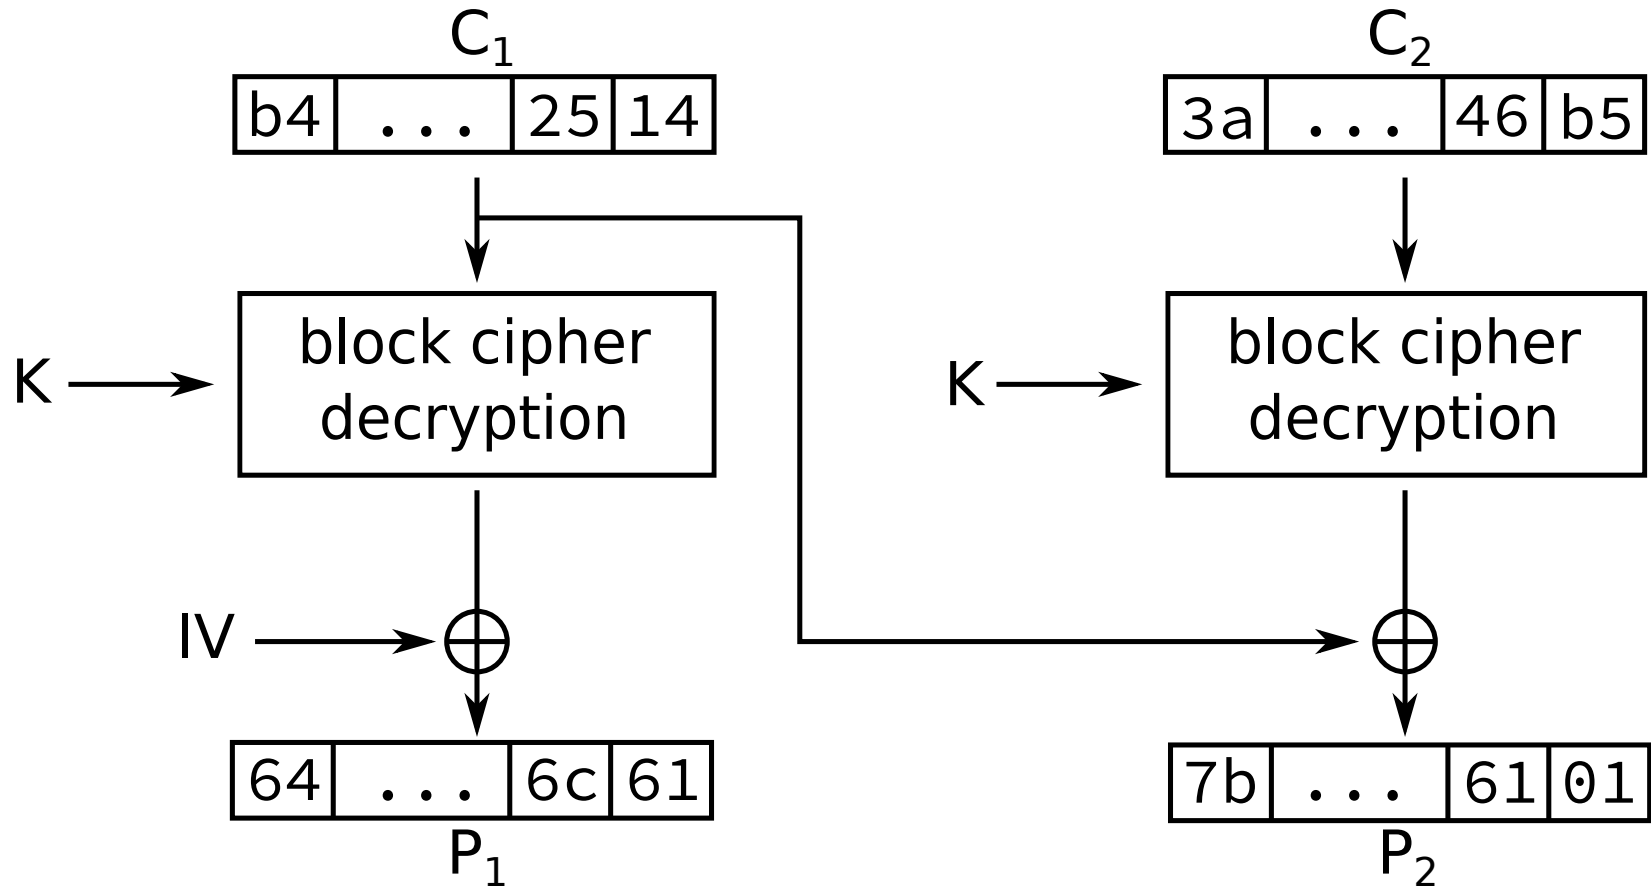 C1 C2
b4 ... 25 14 3a ... 46 b5
block cipher block cipher
K K
decryption decryption
IV
64 ... 6c 61 7b ... 61 01
P1 P2